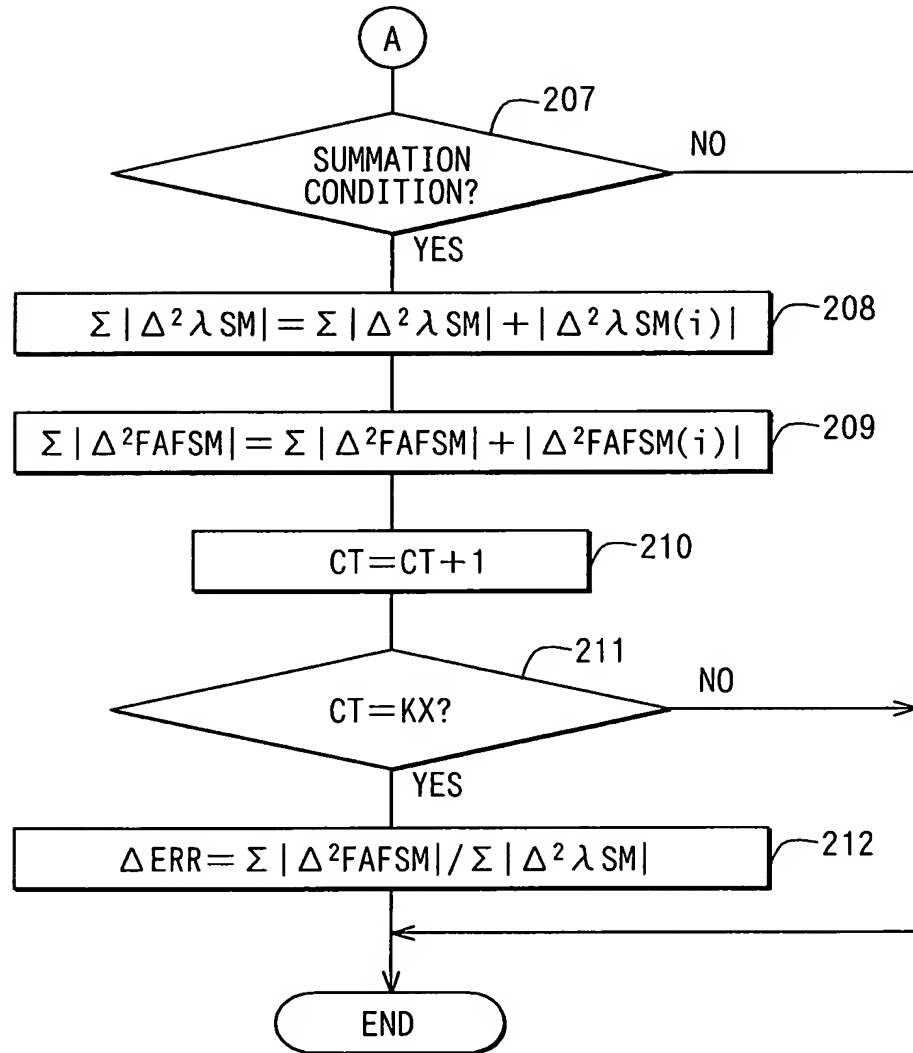 A
207
SUMMATION
CONDITION?
NO
YES
Σ|Δ²λSM|=Σ|Δ²λSM|+|Δ²λSM(i)|
208
Σ|Δ²FAFSM|=Σ|Δ²FAFSM|+|Δ²FAFSM(i)|
209
CT=CT+1
210
211
CT=KX?
NO
YES
ΔERR=Σ|Δ²FAFSM|/Σ|Δ²λSM|
212
END